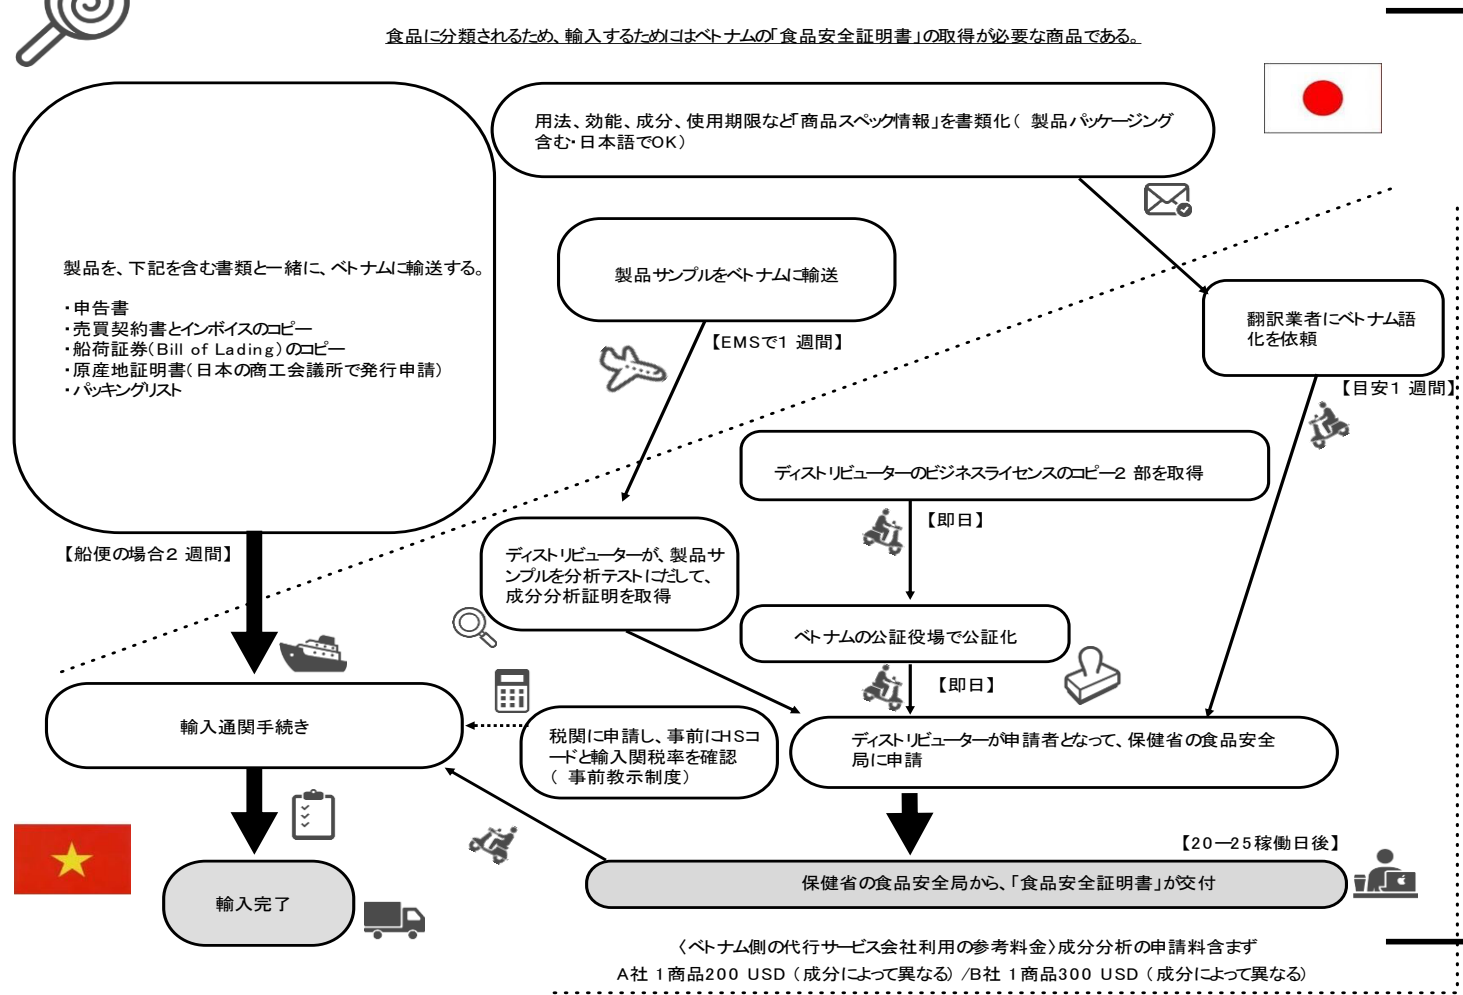 食品に分類されるため、輸入するためにはベトナムの「食品安全証明書」の取得が必要な商品である。
用法、効能、成分、使用期限など「商品スペック情報」を書類化（ 製品パッケージング
含む・日本語でOK）
製品サンプルをベトナムに輸送
【EMSで1 週間】
翻訳業者にベトナム語
化を依頼
【目安1 週間】
製品を、下記を含む書類と一緒に、ベトナムに輸送する。
・申告書
・売買契約書とインボイスのコピー
・船荷証券（Bill of Lading）のコピー
・原産地証明書（日本の商工会議所で発行申請）
・パッキングリスト
【船便の場合2 週間】
ディストリビューターのビジネスライセンスのコピー2 部を取得
【即日】
ディストリビューターが、製品サ
ンプルを分析テストにだして、
成分分析証明を取得
ベトナムの公証役場で公証化
【即日】
輸入通関手続き
税関に申請し、事前にHSコ
ードと輸入関税率を確認
（ 事前教示制度）
ディストリビューターが申請者となって、保健省の食品安全
局に申請
【20－25稼働日後】
保健省の食品安全局から、「食品安全証明書」が交付
輸入完了
〈ベトナム側の代行サービス会社利用の参考料金〉成分分析の申請料含まず
A社 1商品200 USD （成分によって異なる） /B社 1商品300 USD （成分によって異なる）